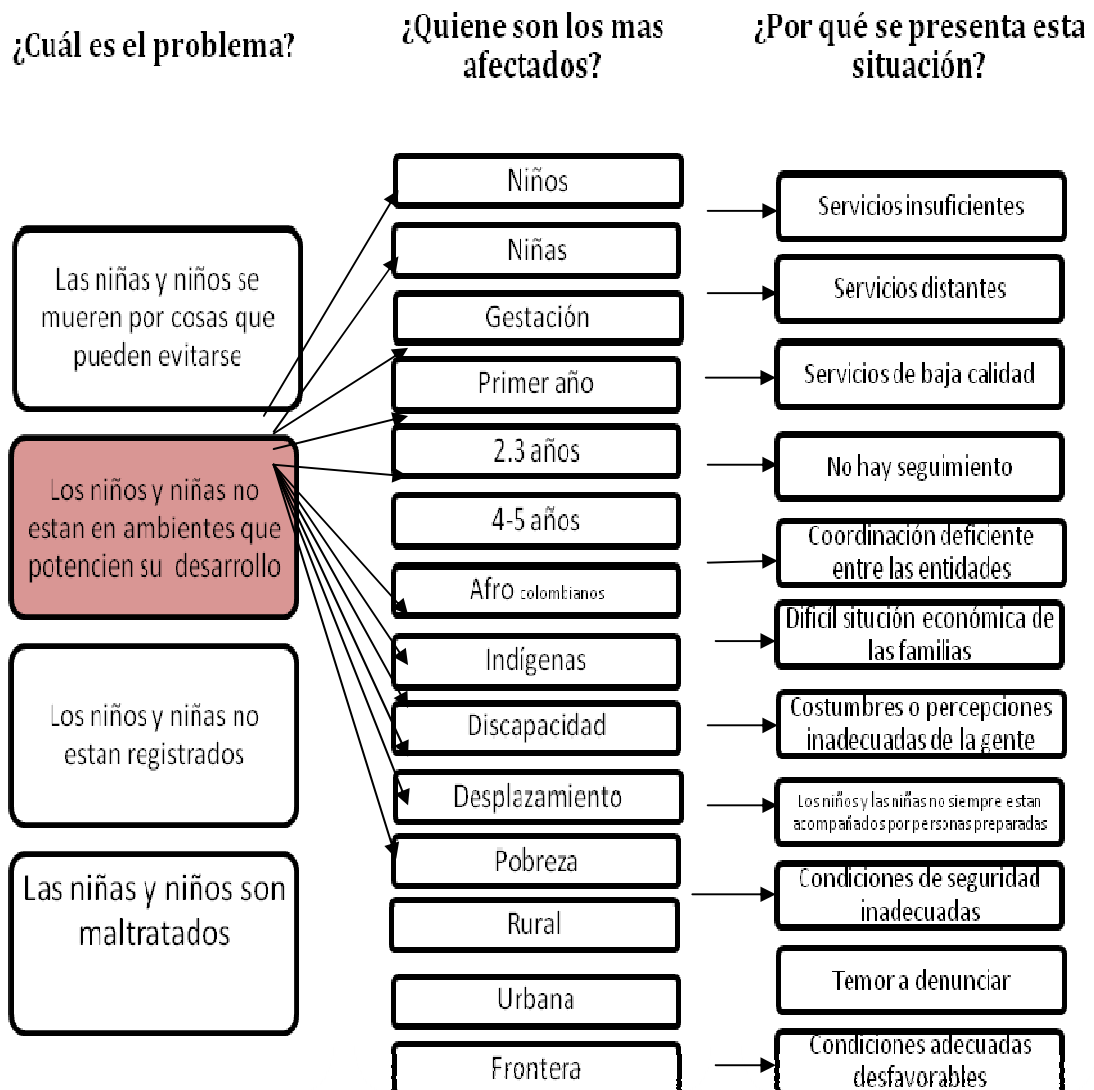 ¿Cuál es el problema?
¿Quiene son los mas
afectados?
¿Por qué se presenta esta
situación?
Las niñas y niños se
mueren por cosas que
pueden evitarse
Los niños y niñas no
estan en ambientes que
potencien su desarrollo
Los niños y niñas no
estan registrados
Las niñas y niños son
maltratados
Niños
Niñas
Gestación
Primer año
2.3 años
4-5 años
Afro colombianos
Indígenas
Discapacidad
Desplazamiento
Pobreza
Rural
Urbana
Frontera
Servicios insuficientes
Servicios distantes
Servicios de baja calidad
No hay seguimiento
Coordinación deficiente
entre las entidades
Dificíl situción económica de
las familias
Costumbres o percepciones
inadecuadas de la gente
Los niños y las niñas no siempre estan
acompañados por personas preparadas
Condiciones de seguridad
inadecuadas
Temor a denunciar
Condiciones adecuadas
desfavorables